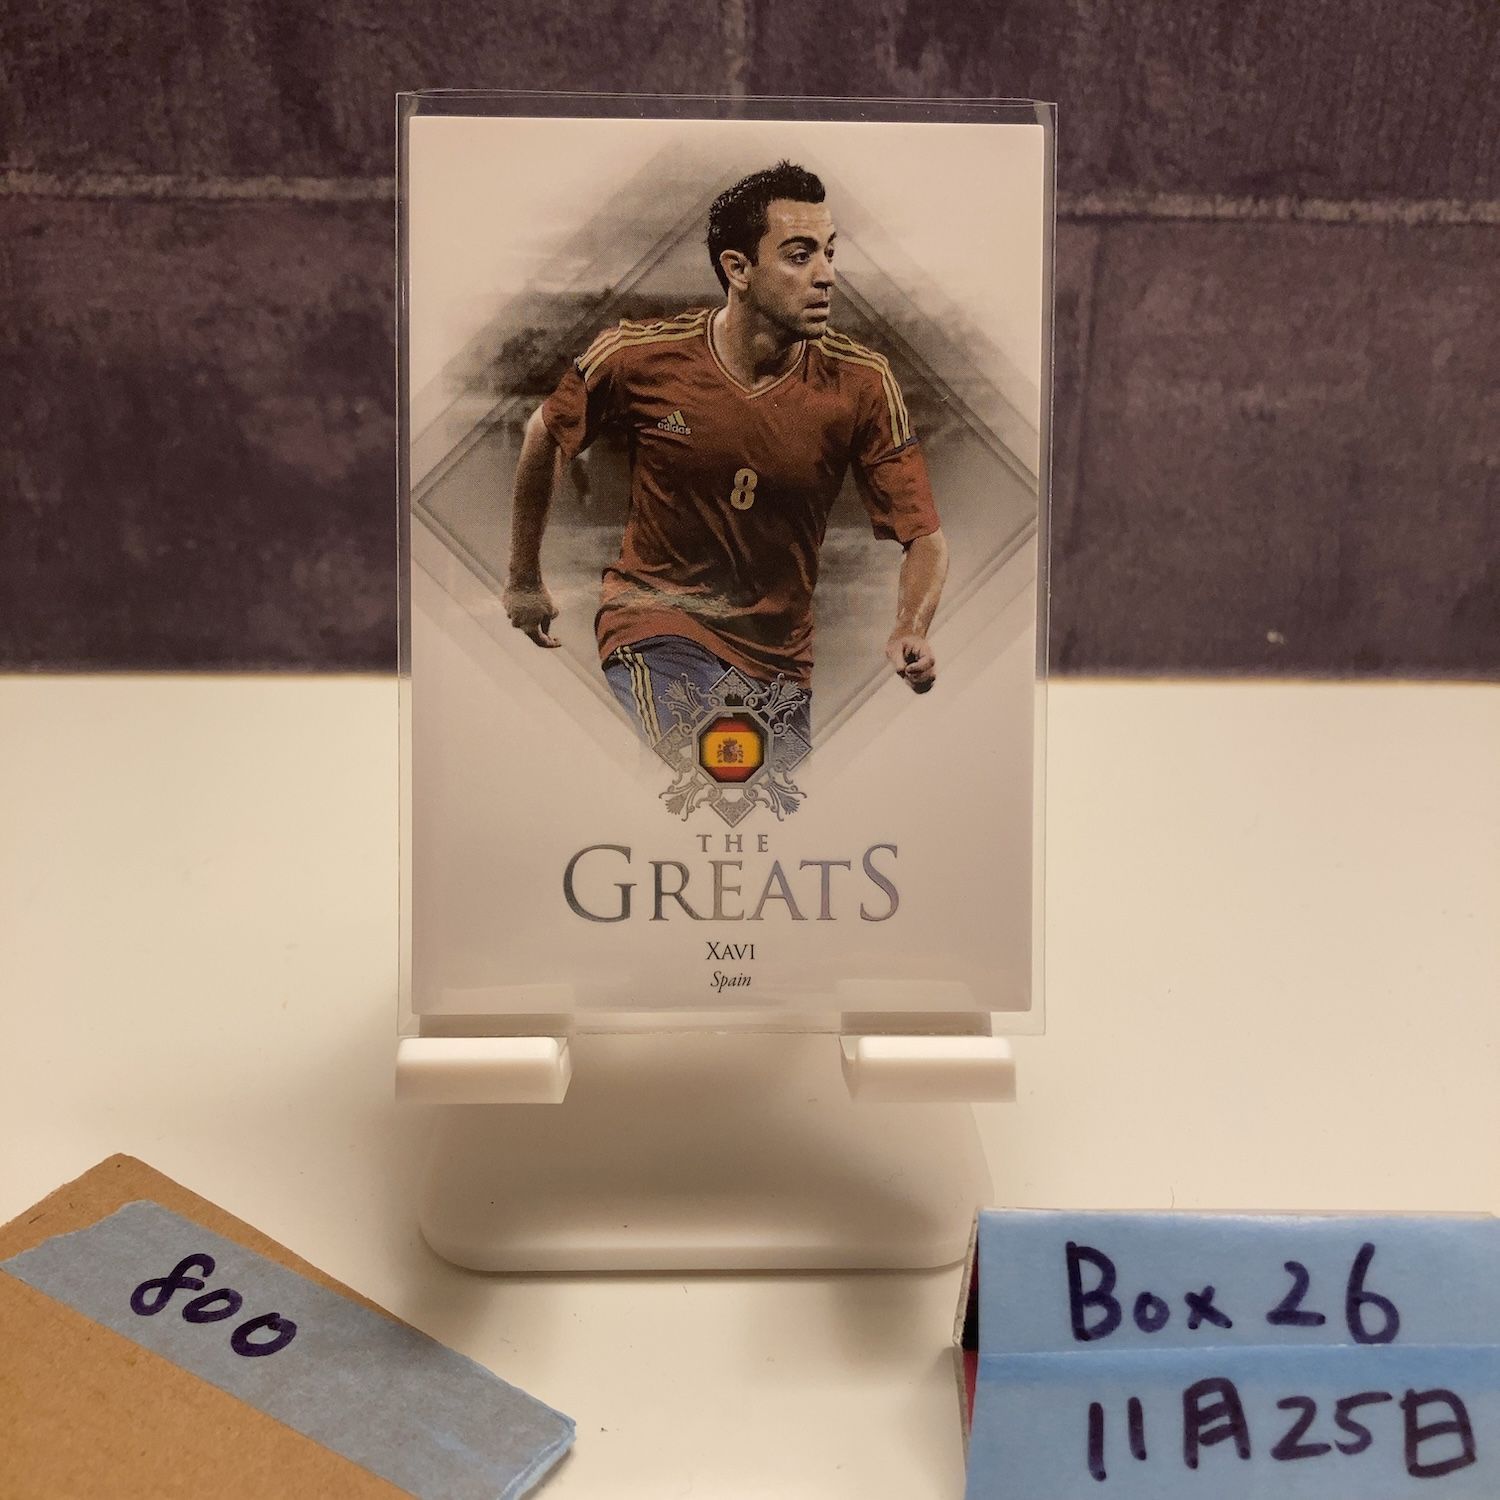 adidas
8
THE
GREATS
XAVI
Spain
800
Box 26
11月25日